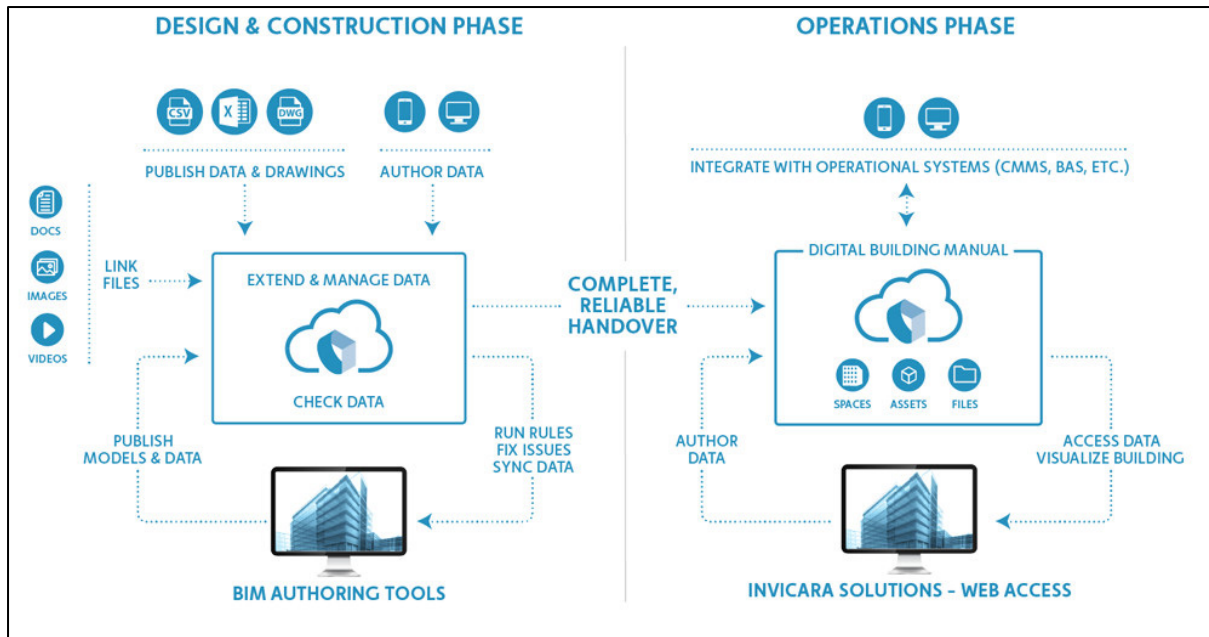 DESIGN & CONSTRUCTION PHASE
CSV
X
DWG
PUBLISH DATA & DRAWINGS
AUTHOR DATA
DOCS
IMAGES
VIDEOS
LINK
FILES
EXTEND & MANAGE DATA
CHECK DATA
PUBLISH
MODELS & DATA
RUN RULES
FIX ISSUES
SYNC DATA
BIM AUTHORING TOOLS
COMPLETE,
RELIABLE
HANDOVER
OPERATIONS PHASE
INTEGRATE WITH OPERATIONAL SYSTEMS (CMMS, BAS, ETC.)
DIGITAL BUILDING MANUAL
SPACES
ASSETS
FILES
AUTHOR
DATA
ACCESS DATA
VISUALIZE BUILDING
INVICARA SOLUTIONS - WEB ACCESS